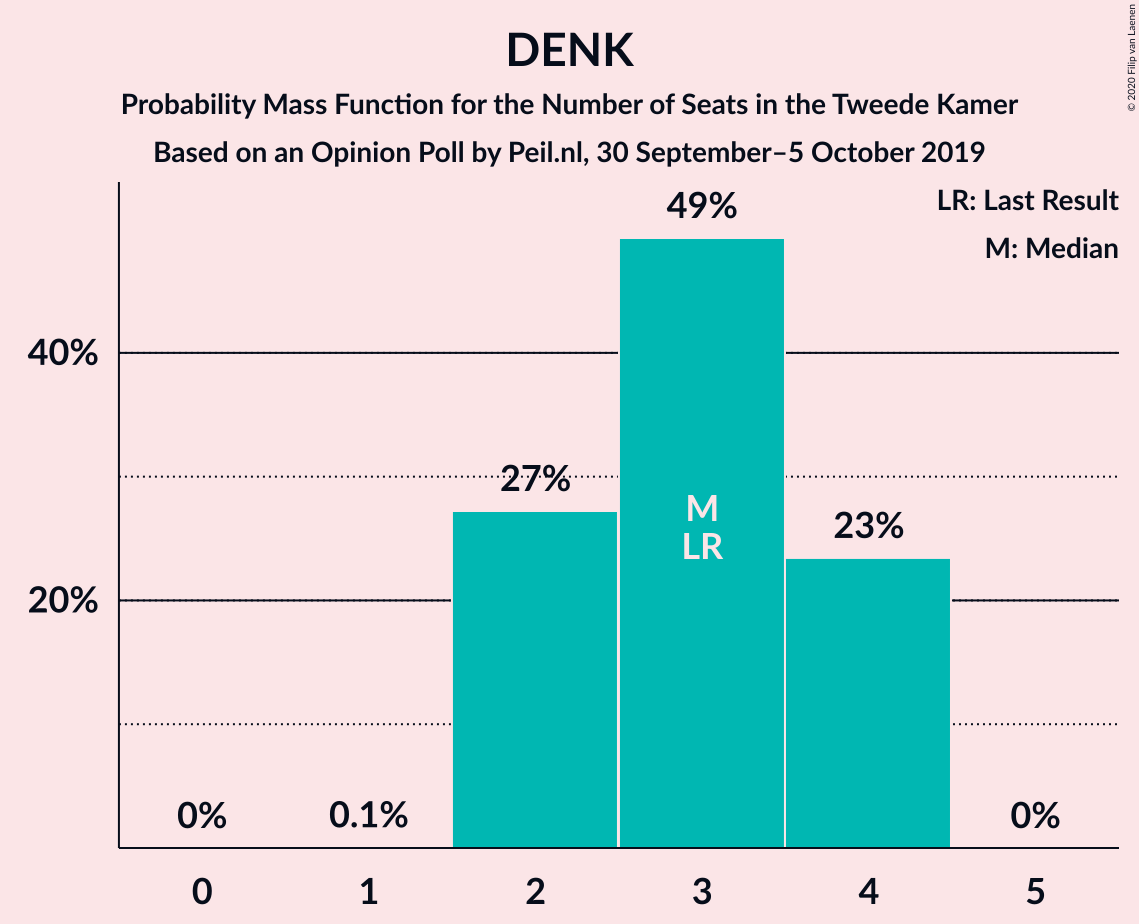 DENK
Probability Mass Function for the Number of Seats in the Tweede Kamer
Based on an Opinion Poll by Peil.nl, 30 September–5 October 2019
© 2020 Filip van Laenen
LR: Last Result
M: Median
49%
40%
27%
M
LR
23%
20%
0%
0.1%
0%
0
1
2
3
4
5